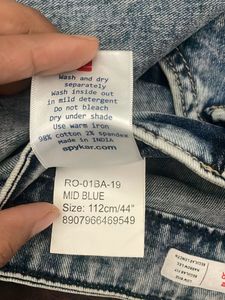 Wash and dry
separately
Wash inside out
in mild detergent
Do not bleach
Dry under shade
Use warm iron
98% cotton 2% spandex
Made in INDIA
spykar.com
RO-01BA-19
MID BLUE
Size: 112cm/44"
8907966469549